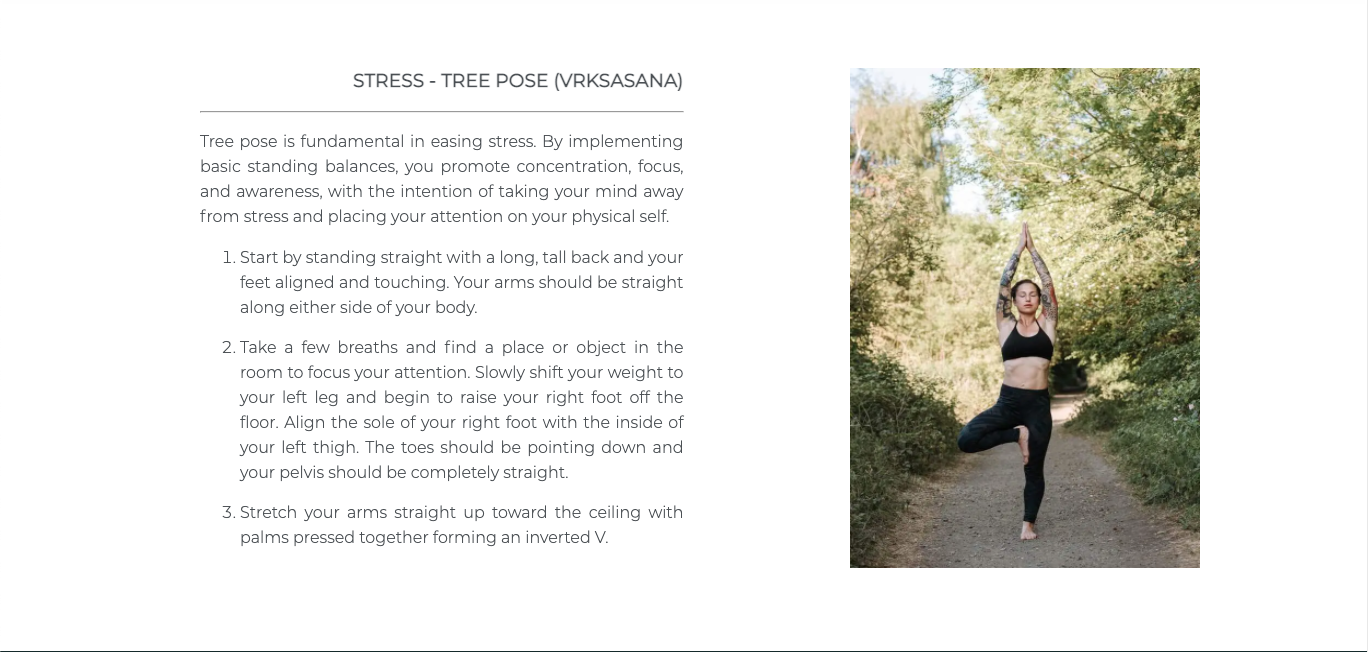 STRESS - TREE POSE (VRKSASANA)
Tree pose is fundamental in easing stress. By implementing
basic standing balances, you promote concentration, focus,
and awareness, with the intention of taking your mind away
from stress and placing your attention on your physical self.
1. Start by standing straight with a long, tall back and your
feet aligned and touching. Your arms should be straight
along either side of your body.
2. Take a few breaths and find a place or object in the
room to focus your attention. Slowly shift your weight to
your left leg and begin to raise your right foot off the
floor. Align the sole of your right foot with the inside of
your left thigh. The toes should be pointing down and
your pelvis should be completely straight.
3. Stretch your arms straight up toward the ceiling with
palms pressed together forming an inverted V.